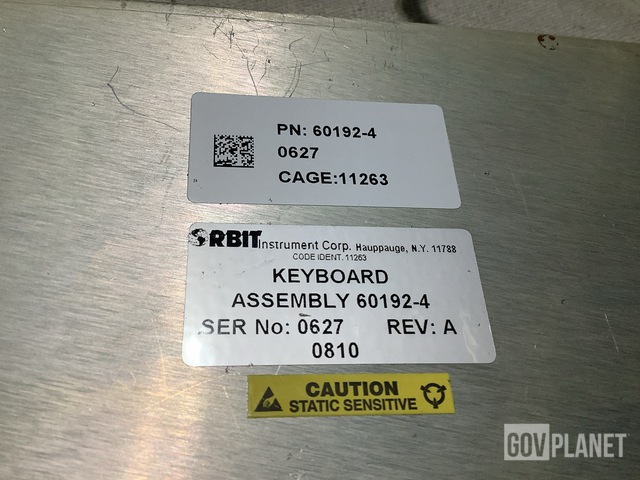 PN: 60192-4
0627
CAGE:11263
ORBIT Instrument Corp. Hauppauge, N.Y. 11788
CODE IDENT. 11263
KEYBOARD
ASSEMBLY 60192-4
SER No: 0627 REV: A
0810
CAUTION
STATIC SENSITIVE
GOVPLANET